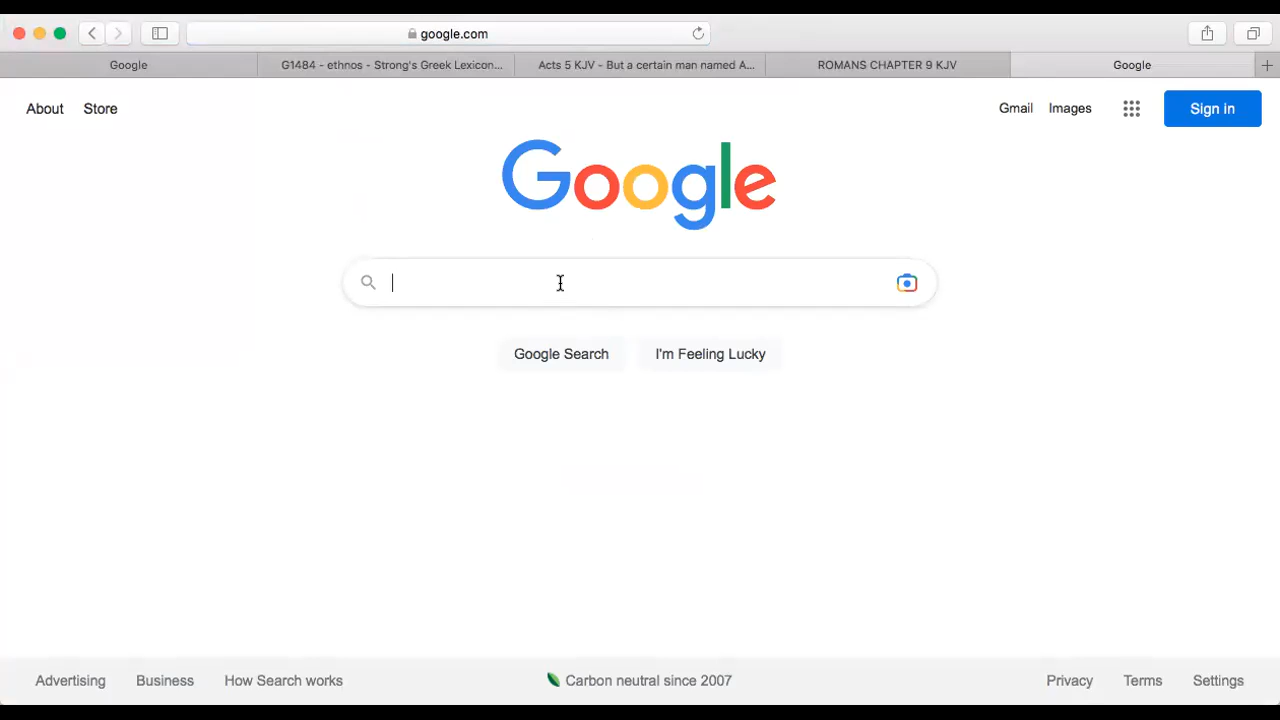 google.com
Google
G1484 - ethnos - Strong's Greek Lexicon...
Acts 5 KJV - But a certain man named A...
ROMANS CHAPTER 9 KJV
Google
About
Store
Gmail
Images
Sign in
Google
Google Search
I'm Feeling Lucky
Advertising
Business
How Search works
Carbon neutral since 2007
Privacy
Terms
Settings